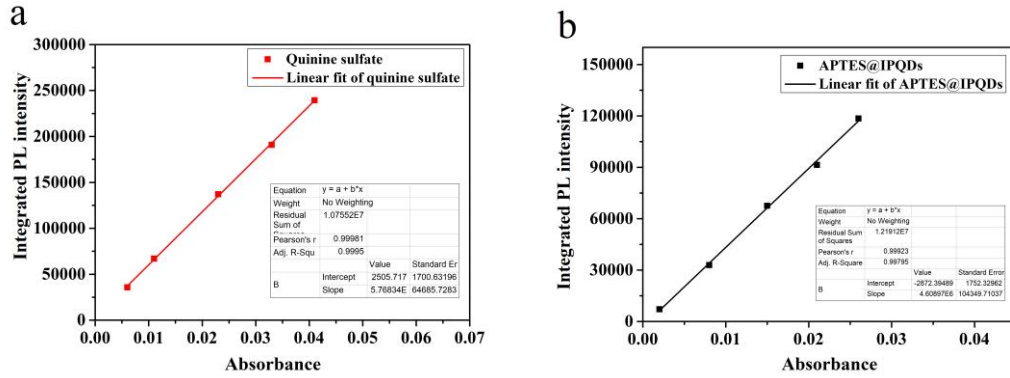 a
300000
250000
200000
150000
100000
50000
0
Integrated PL intensity
Quinine sulfate
Linear fit of quinine sulfate
Equation y = a + b*x
Weight No Weighting
Residual 1.07552E7
Sum of
Pearson's r 0.99981
Adj. R-Squ 0.9995
Value Standard Er
B Intercept 2505.717 1700.63196
Slope 5.76834E 64685.7283
0.00 0.01 0.02 0.03 0.04 0.05 0.06 0.07
Absorbance
b
150000
120000
90000
60000
30000
0
Integrated PL intensity
APTES@IPQDs
Linear fit of APTES@IPQDs
Equation y = a + b*x
Weight No Weighting
Residual Sum 1.21912E7
of Squares
Pearson's r 0.99923
Adj. R-Square 0.99795
Value Standard Error
B Intercept -2872.39489 1752.32962
Slope 4.60897E6 104349.71037
0.00 0.01 0.02 0.03 0.04
Absorbance